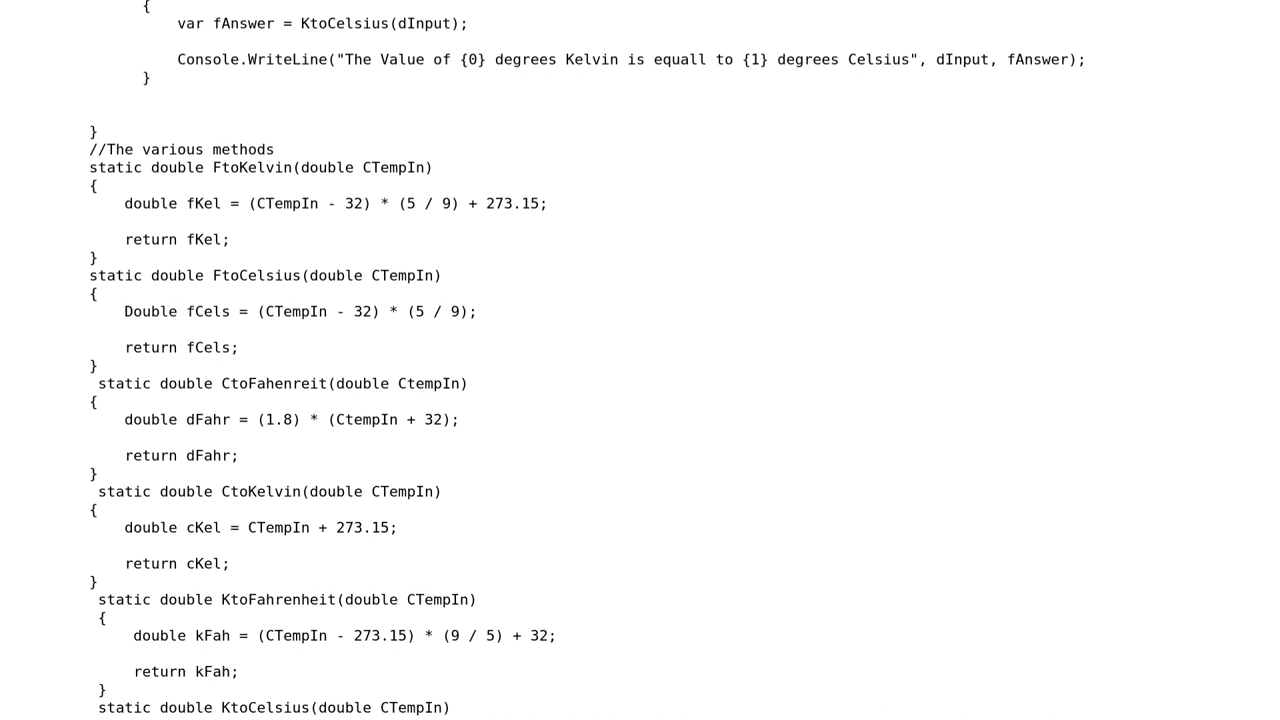 {
var fAnswer = KtoCelsius(dInput);
Console.WriteLine("The Value of {0} degrees Kelvin is equall to {1} degrees Celsius", dInput, fAnswer);
}
}
//The various methods
static double FtoKelvin(double CTempIn)
{
double fKel = (CTempIn - 32) * (5 / 9) + 273.15;
return fKel;
}
static double FtoCelsius(double CTempIn)
{
Double fCels = (CTempIn - 32) * (5 / 9);
return fCels;
}
static double CtoFahenreit(double CtempIn)
{
double dFahr = (1.8) * (CtempIn + 32);
return dFahr;
}
static double CtoKelvin(double CTempIn)
{
double cKel = CTempIn + 273.15;
return cKel;
}
static double KtoFahrenheit(double CTempIn)
{
double kFah = (CTempIn - 273.15) * (9 / 5) + 32;
return kFah;
}
static double KtoCelsius(double CTempIn)